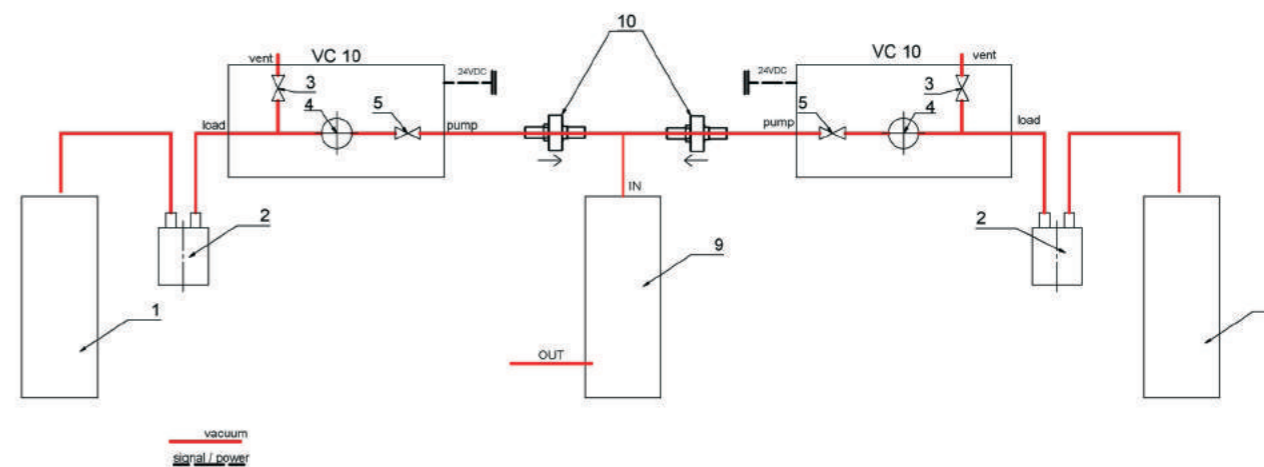 10
VC 10
VC 10
vent
vent
24VDC
24VDC
3
3
4
5
5
4
load
pump
pump
load
IN
2
2
9
1
OUT
vacuum
signal / power